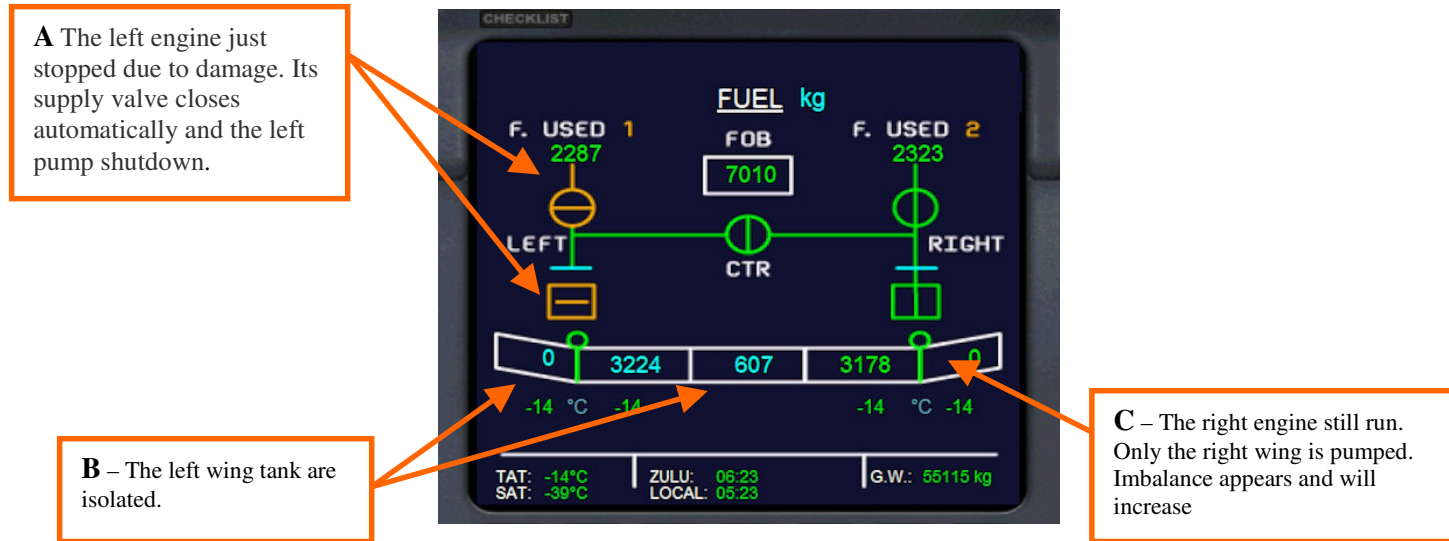 CHECKLIST
A The left engine just
stopped due to damage. Its
supply valve closes
automatically and the left
pump shutdown.
FUEL kg
F. USED 1
2287
FOB
7010
F. USED 2
2323
LEFT
CTR
RIGHT
0 3224 607 3178 0
-14 °C -14 -14 °C -14
TAT: -14°C ZULU: 06:23 G.W.: 55115 kg
SAT: -39°C LOCAL: 05:23
B – The left wing tank are
isolated.
C – The right engine still run.
Only the right wing is pumped.
Imbalance appears and will
increase